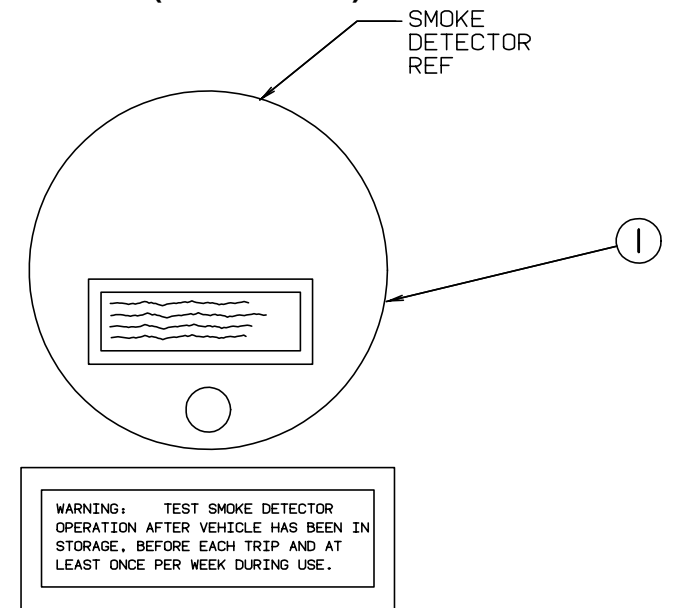 SMOKE
DETECTOR
REF
1
WARNING: TEST SMOKE DETECTOR
OPERATION AFTER VEHICLE HAS BEEN IN
STORAGE, BEFORE EACH TRIP AND AT
LEAST ONCE PER WEEK DURING USE.